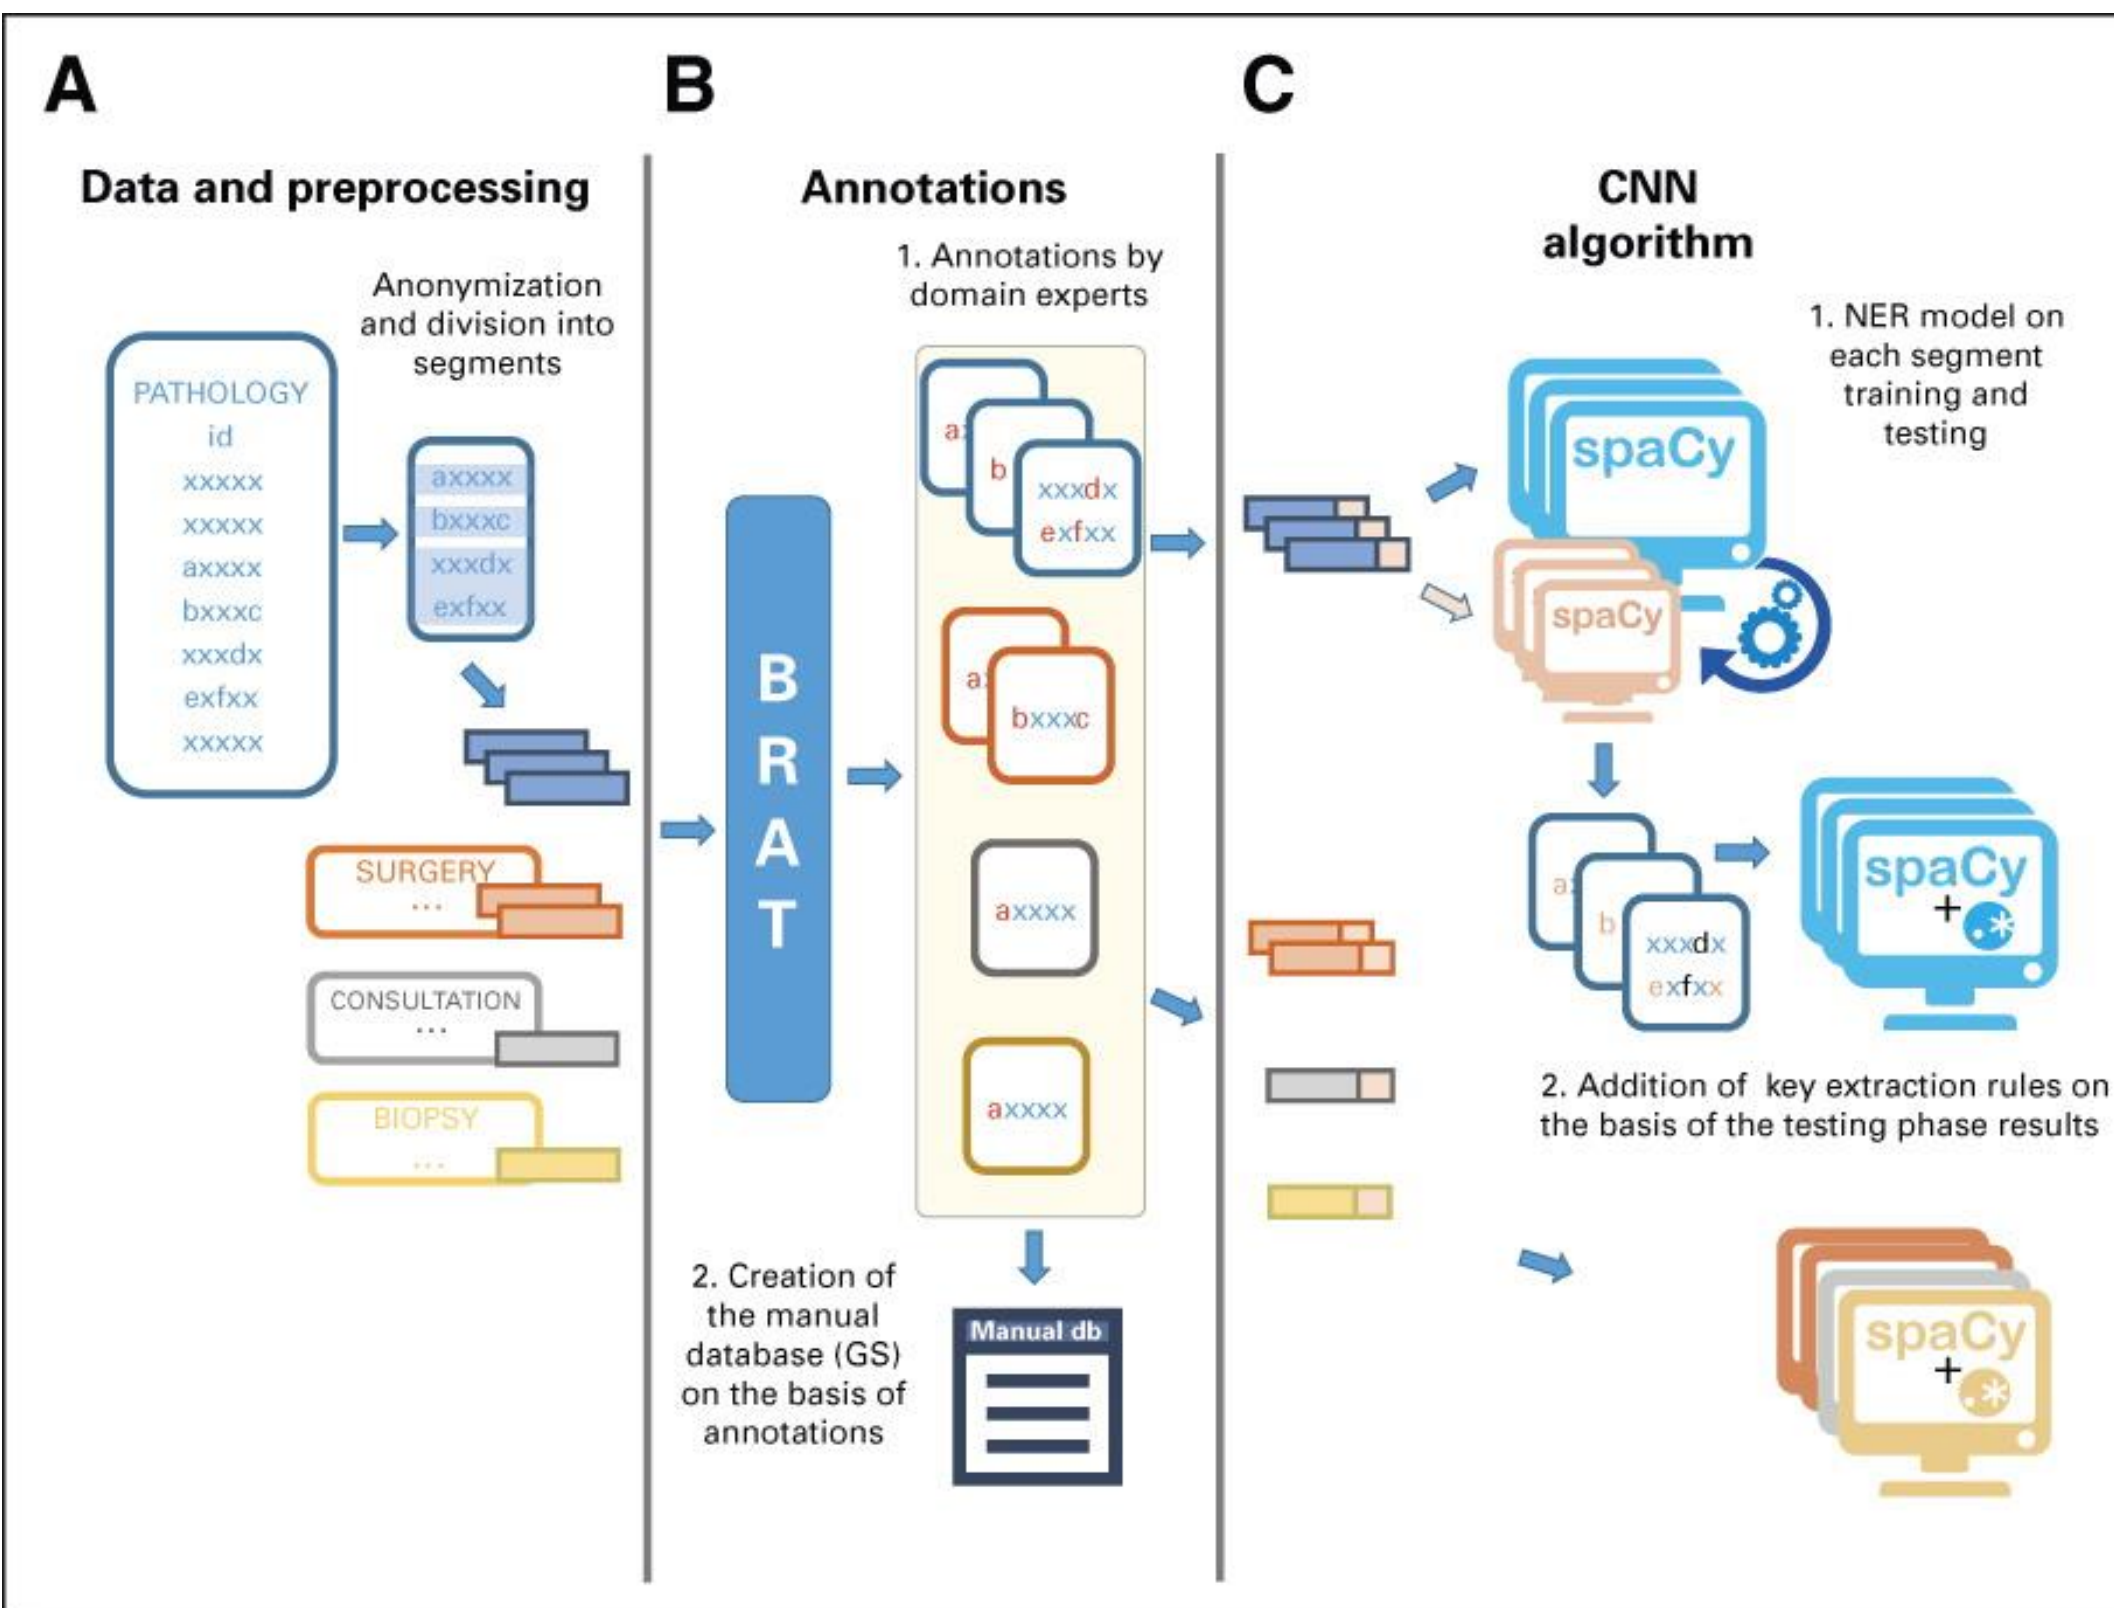 A
Data and preprocessing
Anonymization
and division into
segments
PATHOLOGY
id
xxxxx
xxxxx
axxxx
bxxxc
xxxdx
exfxx
xxxxx
axxxx
bxxxc
xxxdx
exfxx
SURGERY
...
CONSULTATION
...
BIOPSY
...
B
Annotations
1. Annotations by
domain experts
B
R
A
T
a
b
xxxdx
exfxx
a
bxxxc
axxxx
axxxx
2. Creation of
the manual
database (GS)
on the basis of
annotations
Manual db
C
CNN
algorithm
1. NER model on
each segment
training and
testing
spaCy
spaCy
a
b
xxxdx
exfxx
spaCy
+
.*
2. Addition of key extraction rules on
the basis of the testing phase results
spaCy
+
.*